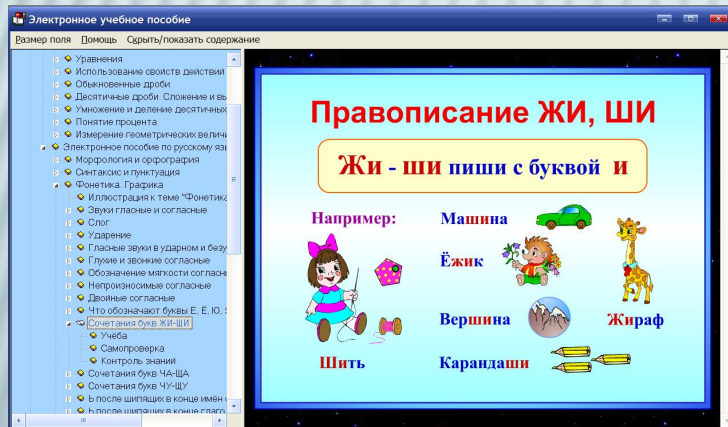 Электронное учебное пособие
Размер поля Помощь Скрыть/показать содержание
Уравнения
Использование свойств действий
Обыкновенные дроби
Десятичные дроби. Сложение и вы
Умножение и деление десятичных
Понятие процента
Измерение геометрических величи
Электронное пособие по русскому язы
Морфология и орфография
Синтаксис и пунктуация
Фонетика. Графика
Иллюстрация к теме "Фонетика
Звуки гласные и согласные
Слог
Ударение
Гласные звуки в ударном и безу
Глухие и звонкие согласные
Обозначение мягкости согласн
Непроизносимые согласные
Двойные согласные
Что обозначают буквы Е, Ё, Ю, Я
Сочетания букв ЖИ-ШИ
Учёба
Самопроверка
Контроль знаний
Сочетания букв ЧА-ЩА
Сочетания букв ЧУ-ЩУ
Ь после шипящих в конце имён с
Ь после шипящих в конце глаго
Правописание ЖИ, ШИ
Жи - ши пиши с буквой и
Например:
Машина
Ёжик
Вершина
Жираф
Шить
Карандаши